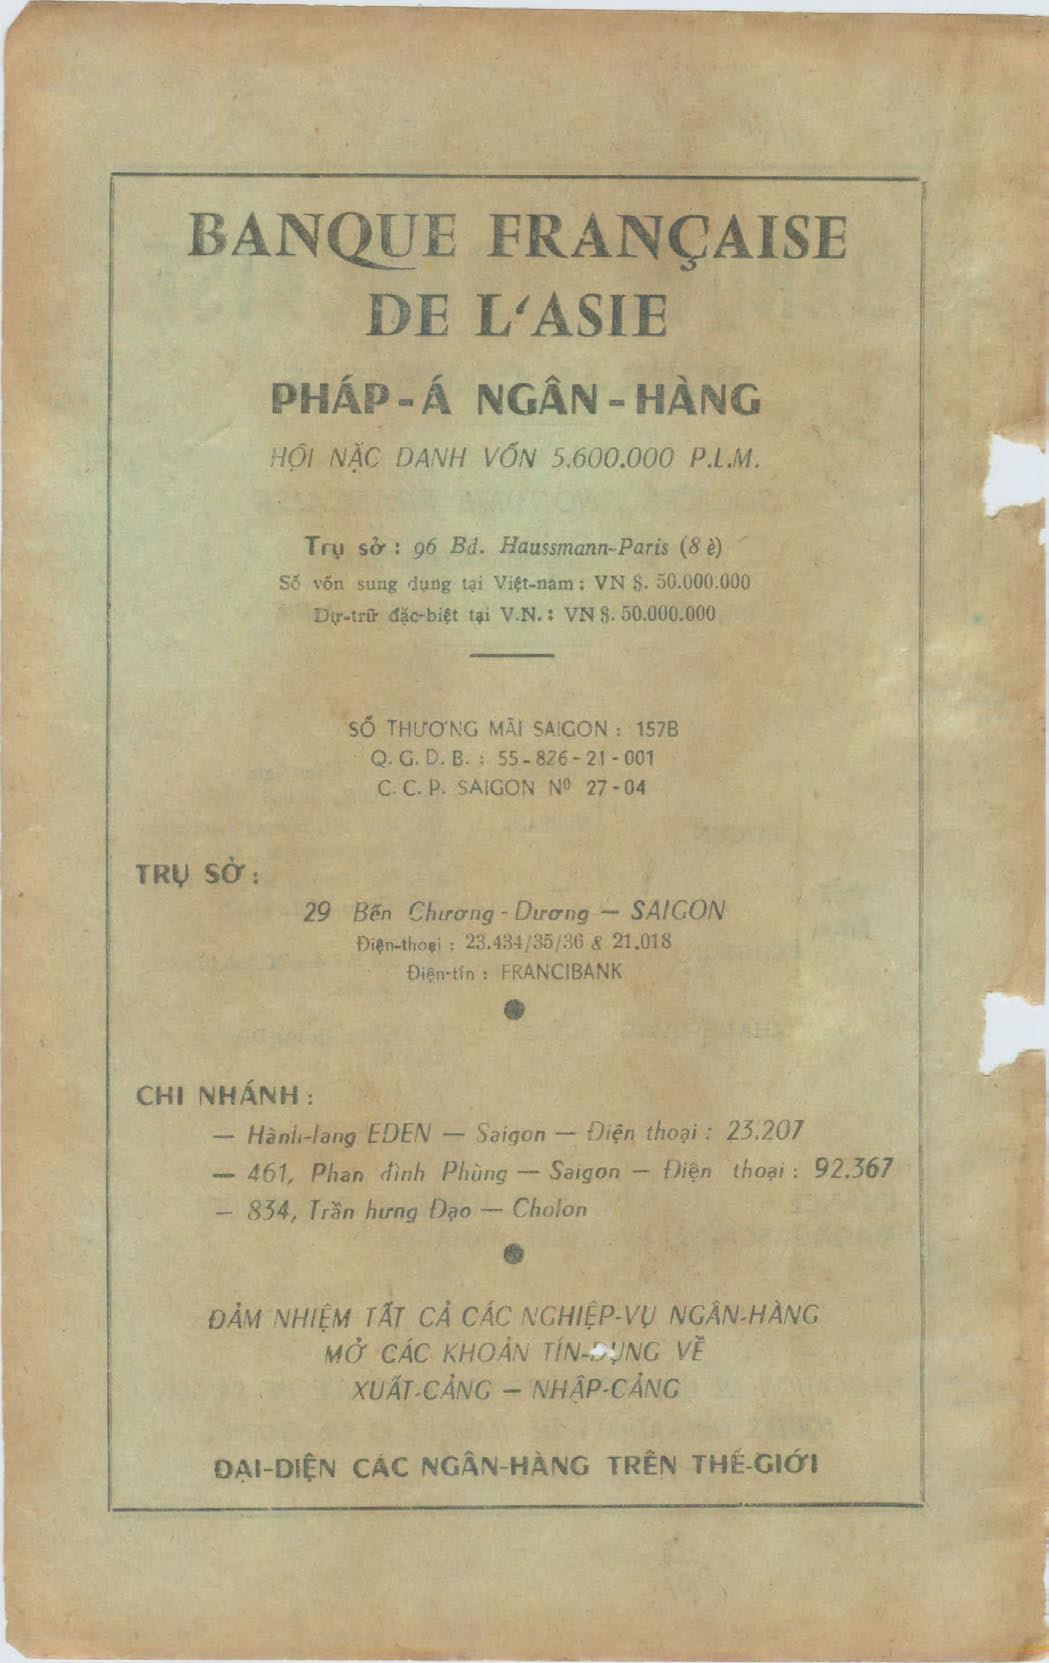 BANQUE FRANÇAISE
DE L'ASIE
PHÁP - Á NGÂN - HÀNG
HỘI NẶC DANH VỐN 5.600.000 P.L.M.
Trụ sở : 96 Bd. Haussmann-Paris (8 è)
Số vốn sung dụng tại Việt-nam : VN $. 50.000.000
Dự-trữ đặc-biệt tại V.N. : VN $. 50.000.000
SỐ THƯƠNG MÃI SAIGON : 157B
Q. G. D. B. : 55 - 826 - 21 - 001
C. C. P. SAIGON Nº 27 - 04
TRỤ SỞ :
29 Bến Chương - Dương — SAIGON
Điện-thoại : 23.434/35/36 & 21.018
Điện-tín : FRANCIBANK
CHI NHÁNH :
— Hành-lang EDEN — Saigon — Điện thoại : 23.207
— 461, Phan đình Phùng — Saigon — Điện thoại : 92.367
— 834, Trần hưng Đạo — Cholon
ĐẢM NHIỆM TẤT CẢ CÁC NGHIỆP-VỤ NGÂN-HÀNG
MỞ CÁC KHOẢN TÍN-DỤNG VỀ
XUẤT-CẢNG — NHẬP-CẢNG
ĐẠI-DIỆN CÁC NGÂN-HÀNG TRÊN THẾ-GIỚI